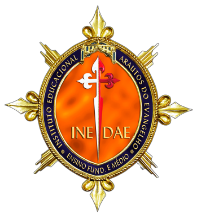 INSTITUTO EDUCACIONAL ARAUTOS DO EVANGELHO
INE DAE
ENSINO FUND. E MÉDIO